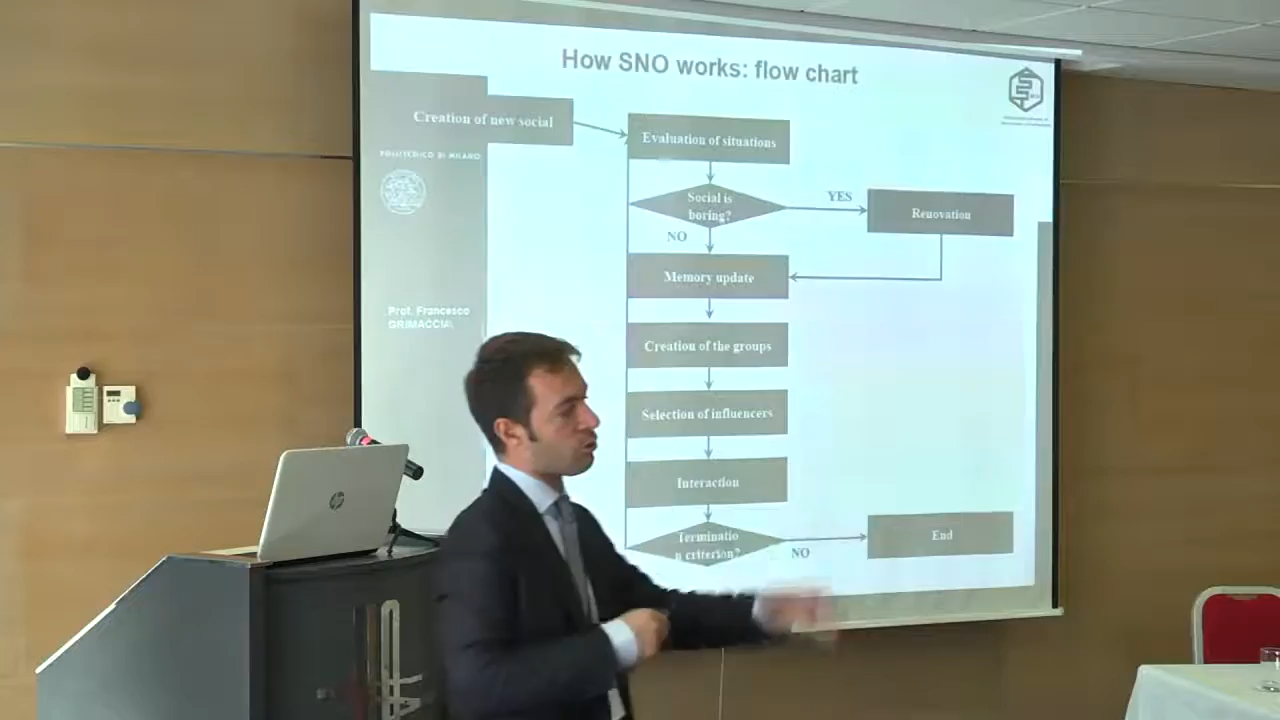 How SNO works: flow chart
Creation of new social
Evaluation of situations
POLITECNICO DI MILANO
Social is
boring?
YES
Renovation
NO
Memory update
Prof. Francesco
GRIMACCIA
Creation of the groups
Selection of influencers
Interaction
Terminatio
n criterion?
NO
End
hp